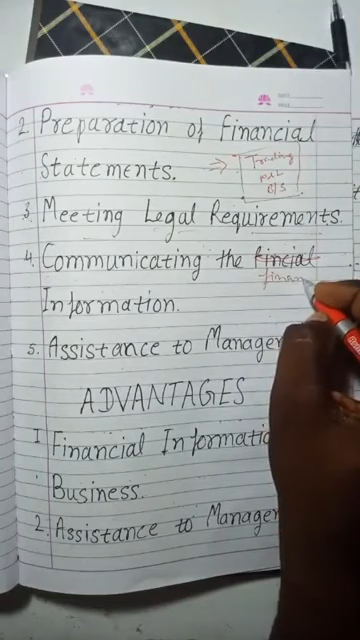 2. Preparation of Financial
Statements. → Trading
P&L
B/S
3. Meeting Legal Requirements.
4. Communicating the fincial
finan
Information.
5. Assistance to Manager
ADVANTAGES
1 Financial Informatio
Business.
2. Assistance to Manager